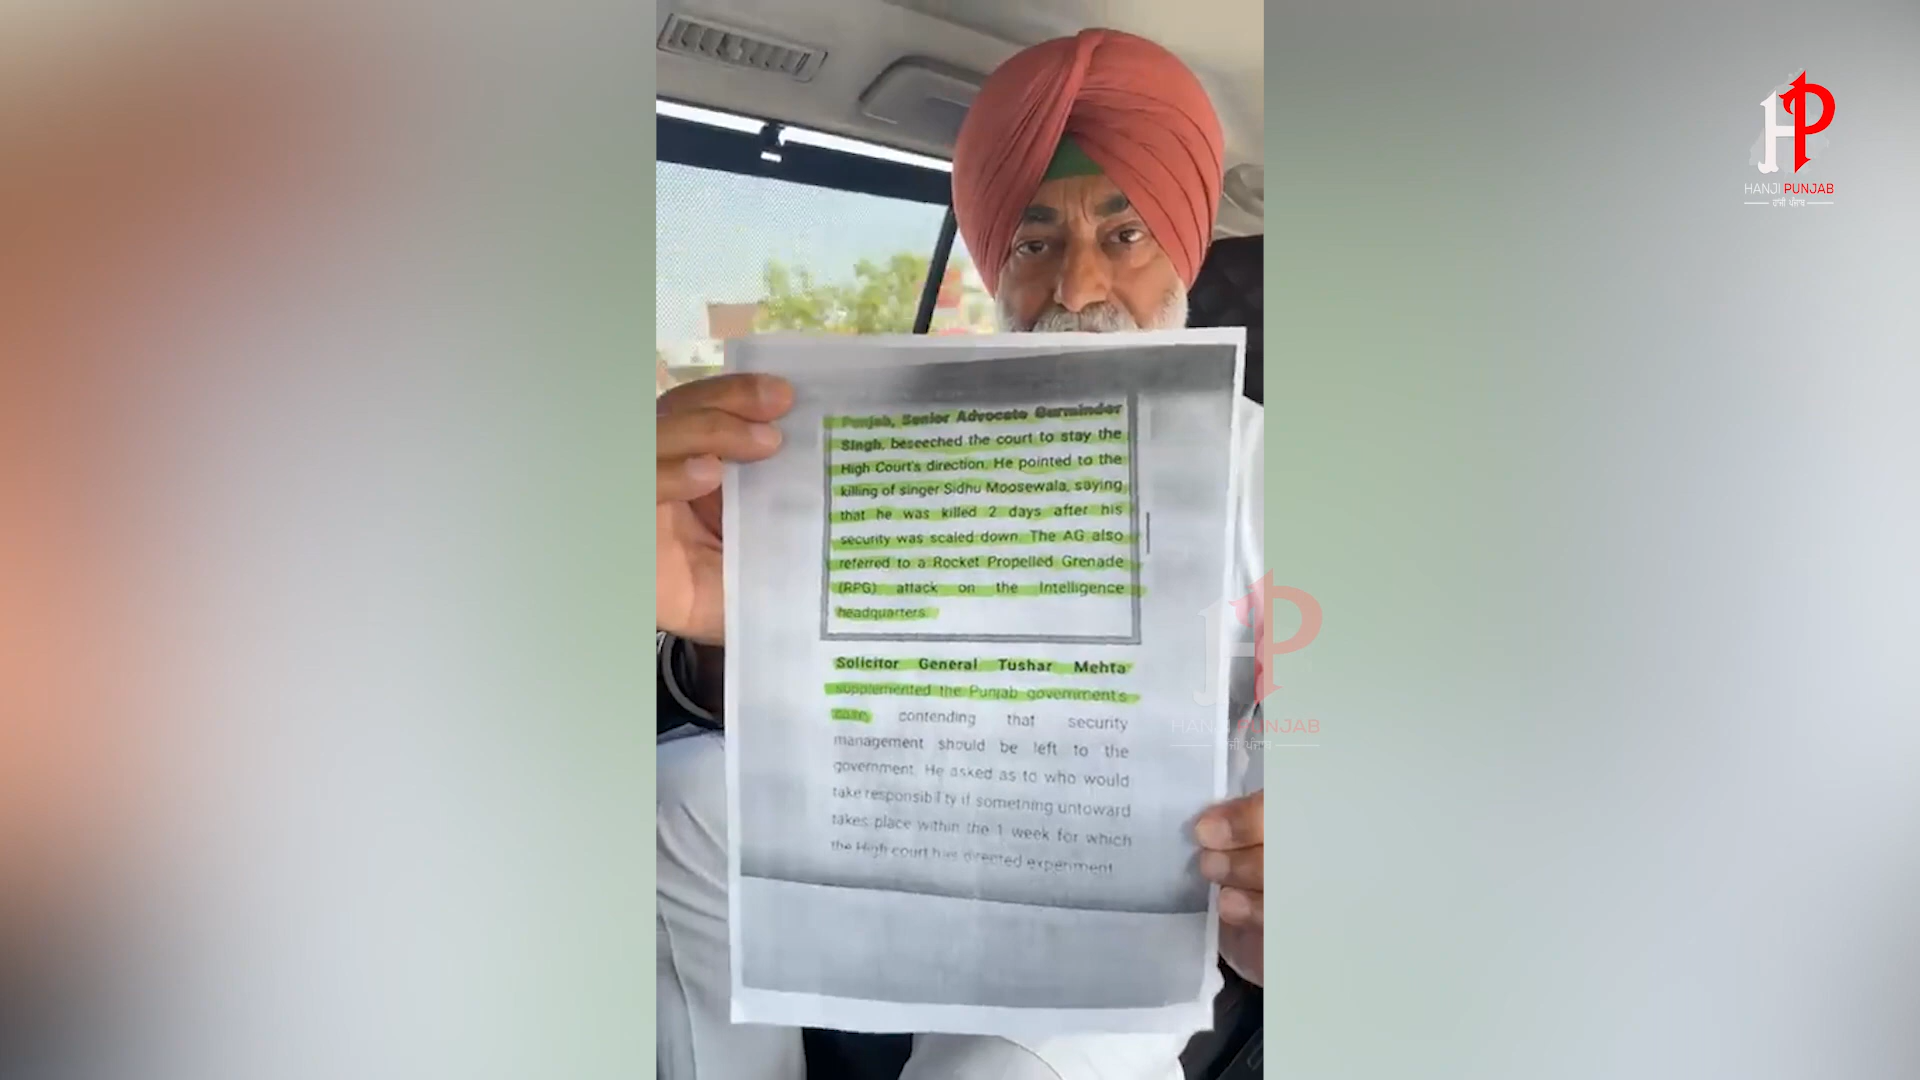 HP
HANJI PUNJAB
ਹਾਂਜੀ ਪੰਜਾਬ
Punjab, Senior Advocate Gurminder
Singh, beseeched the court to stay the
High Court's direction. He pointed to the
killing of singer Sidhu Moosewala, saying
that he was killed 2 days after his
security was scaled down. The AG also
referred to a Rocket Propelled Grenade
(RPG) attack on the Intelligence
headquarters.
Solicitor General Tushar Mehta
supplemented the Punjab government's
case, contending that security
management should be left to the
government. He asked as to who would
take responsibility if something untoward
takes place within the 1 week for which
the High court has directed experiment.
HP
HANJI PUNJAB
ਹਾਂਜੀ ਪੰਜਾਬ